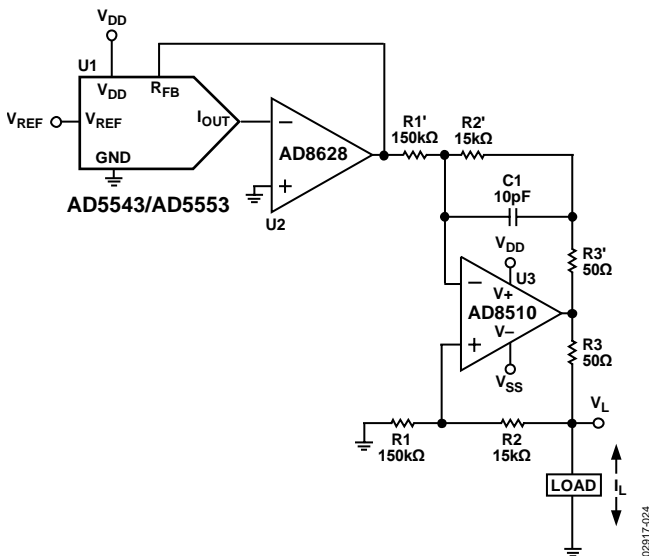 VDD
U1
VDD
RFB
VREF
VREF
IOUT
GND
AD5543/AD5553
−
AD8628
+
U2
R1'
150kΩ
R2'
15kΩ
C1
10pF
R3'
50Ω
VDD
U3
V+
−
AD8510
+
V−
VSS
R3
50Ω
VL
R1
150kΩ
R2
15kΩ
LOAD
IL
02917-024